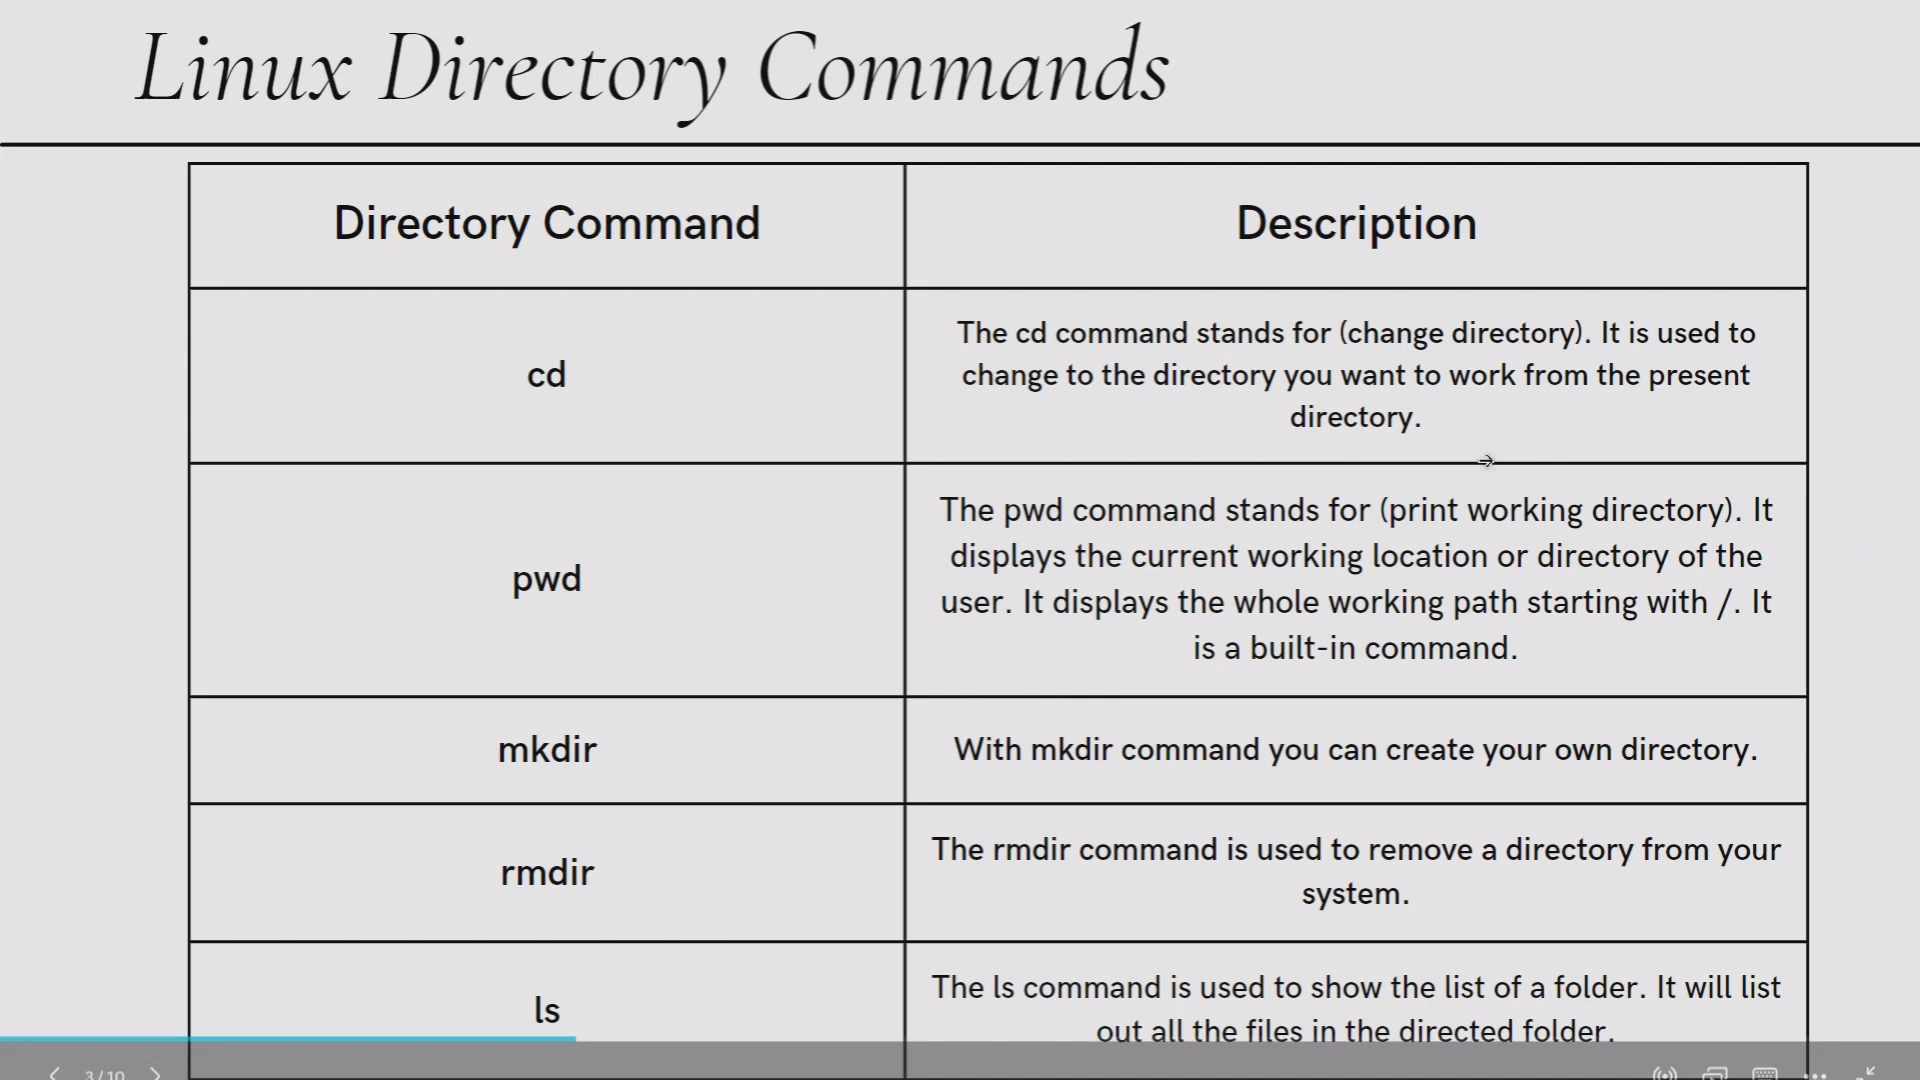 Linux Directory Commands
Directory Command
Description
cd
The cd command stands for (change directory). It is used to
change to the directory you want to work from the present
directory.
pwd
The pwd command stands for (print working directory). It
displays the current working location or directory of the
user. It displays the whole working path starting with /. It
is a built-in command.
mkdir
With mkdir command you can create your own directory.
rmdir
The rmdir command is used to remove a directory from your
system.
ls
The ls command is used to show the list of a folder. It will list
out all the files in the directed folder.
3 / 10